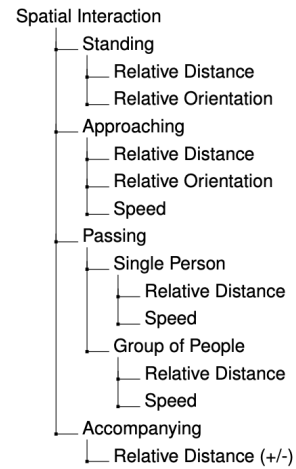 Spatial Interaction
Standing
Relative Distance
Relative Orientation
Approaching
Relative Distance
Relative Orientation
Speed
Passing
Single Person
Relative Distance
Speed
Group of People
Relative Distance
Speed
Accompanying
Relative Distance (+/-)